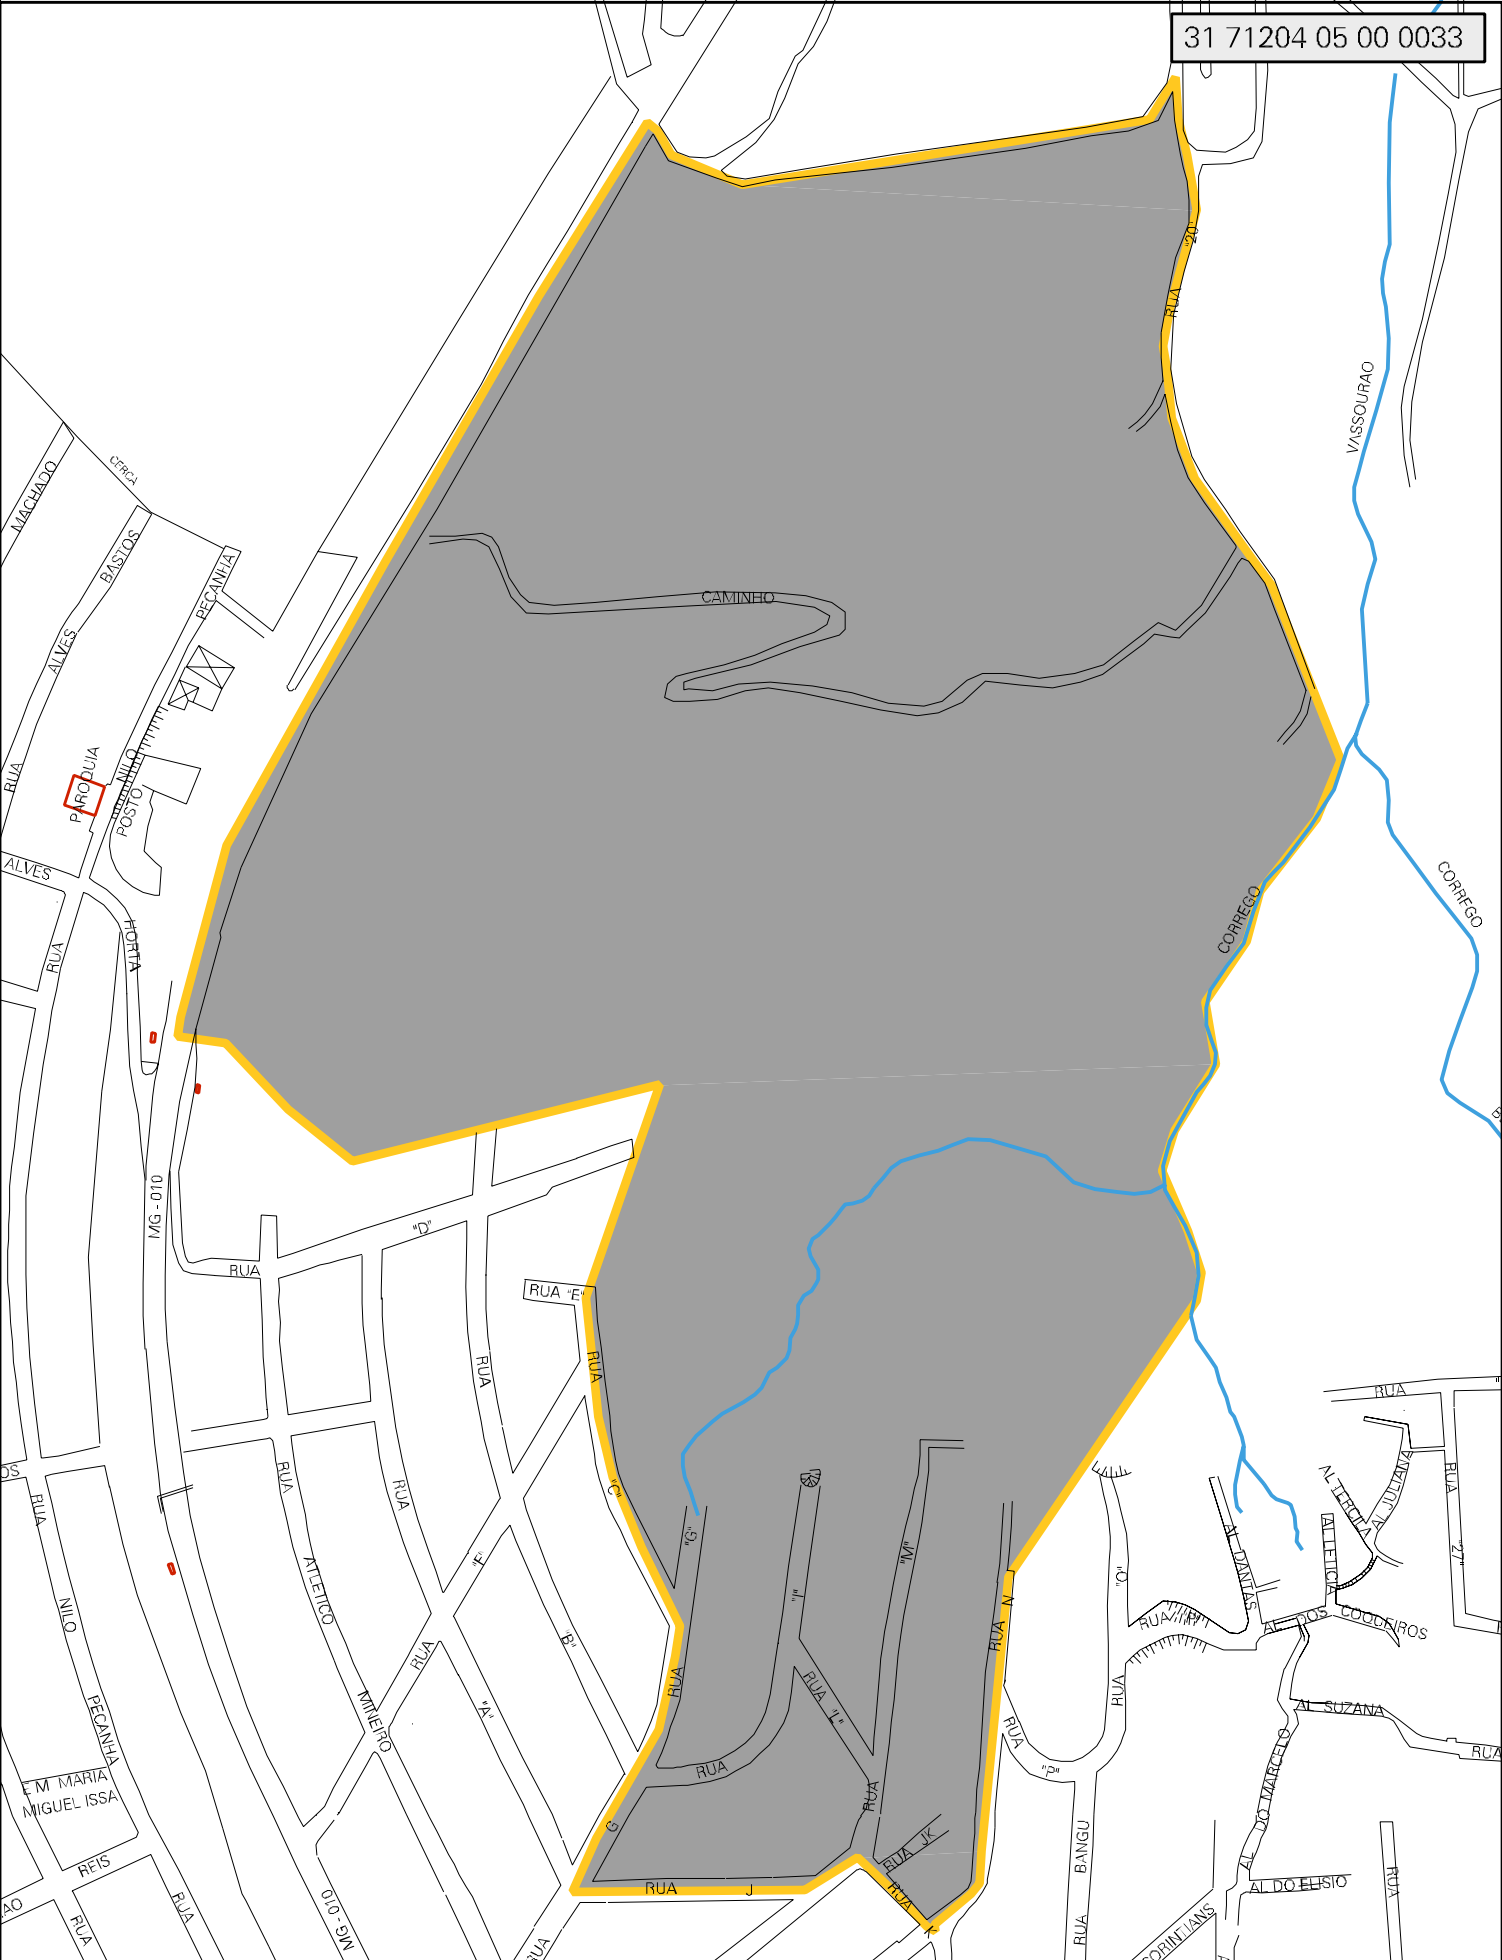 31 71204 05 00 0033
"20"
RUA
VASSOURAO
CERCA
MACHADO
BASTOS
PECANHA
CAMINHO
ALVES
RUA
PAROQUIA
NILO
POSTO
ALVES
CORREGO
CORREGO
HORTA
RUA
MG - 010
"D"
RUA
RUA "E"
RUA
RUA
RUA
"C"
RUA
RUA
OS
RUA
"G"
"M"
"I"
"F"
ATLETICO
"B"
RUA
"A"
MINEIRO
NILO
PECANHA
RUA
RUA "L"
RUA N
RUA
RUA
RUA
"O"
RUA "P"
RUA
"P"
AL DANTAS
AL TERCILA
AL JULIANA
AL LETICIA
RUA
"27"
AL DOS COQUEIROS
AL SUZANA
RUA
AL DO MARCELO
AL DO ELISIO
RUA
E M MARIA
MIGUEL ISSA
REIS
RUA
RUA
AO
MG - 010
G
RUA J
RUA JK
RUA K
RUA
RUA BANGU
CORINTIANS